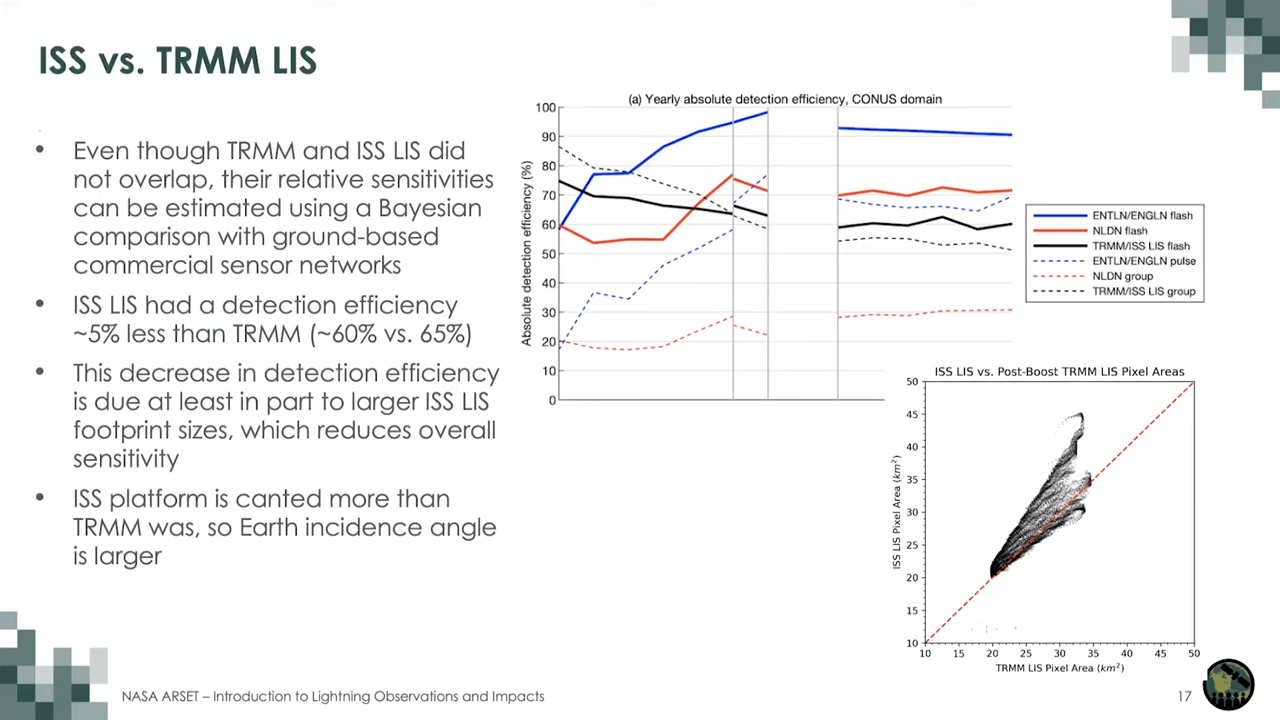 ISS vs. TRMM LIS
• Even though TRMM and ISS LIS did
not overlap, their relative sensitivities
can be estimated using a Bayesian
comparison with ground-based
commercial sensor networks
• ISS LIS had a detection efficiency
~5% less than TRMM (~60% vs. 65%)
• This decrease in detection efficiency
is due at least in part to larger ISS LIS
footprint sizes, which reduces overall
sensitivity
• ISS platform is canted more than
TRMM was, so Earth incidence angle
is larger
(a) Yearly absolute detection efficiency, CONUS domain
Absolute detection efficiency (%)
100
90
80
70
60
50
40
30
20
10
0
ENTLN/ENGLN flash
NLDN flash
TRMM/ISS LIS flash
ENTLN/ENGLN pulse
NLDN group
TRMM/ISS LIS group
ISS LIS vs. Post-Boost TRMM LIS Pixel Areas
ISS LIS Pixel Area (km²)
50
45
40
35
30
25
20
15
10
10 15 20 25 30 35 40 45 50
TRMM LIS Pixel Area (km²)
NASA ARSET – Introduction to Lightning Observations and Impacts
17